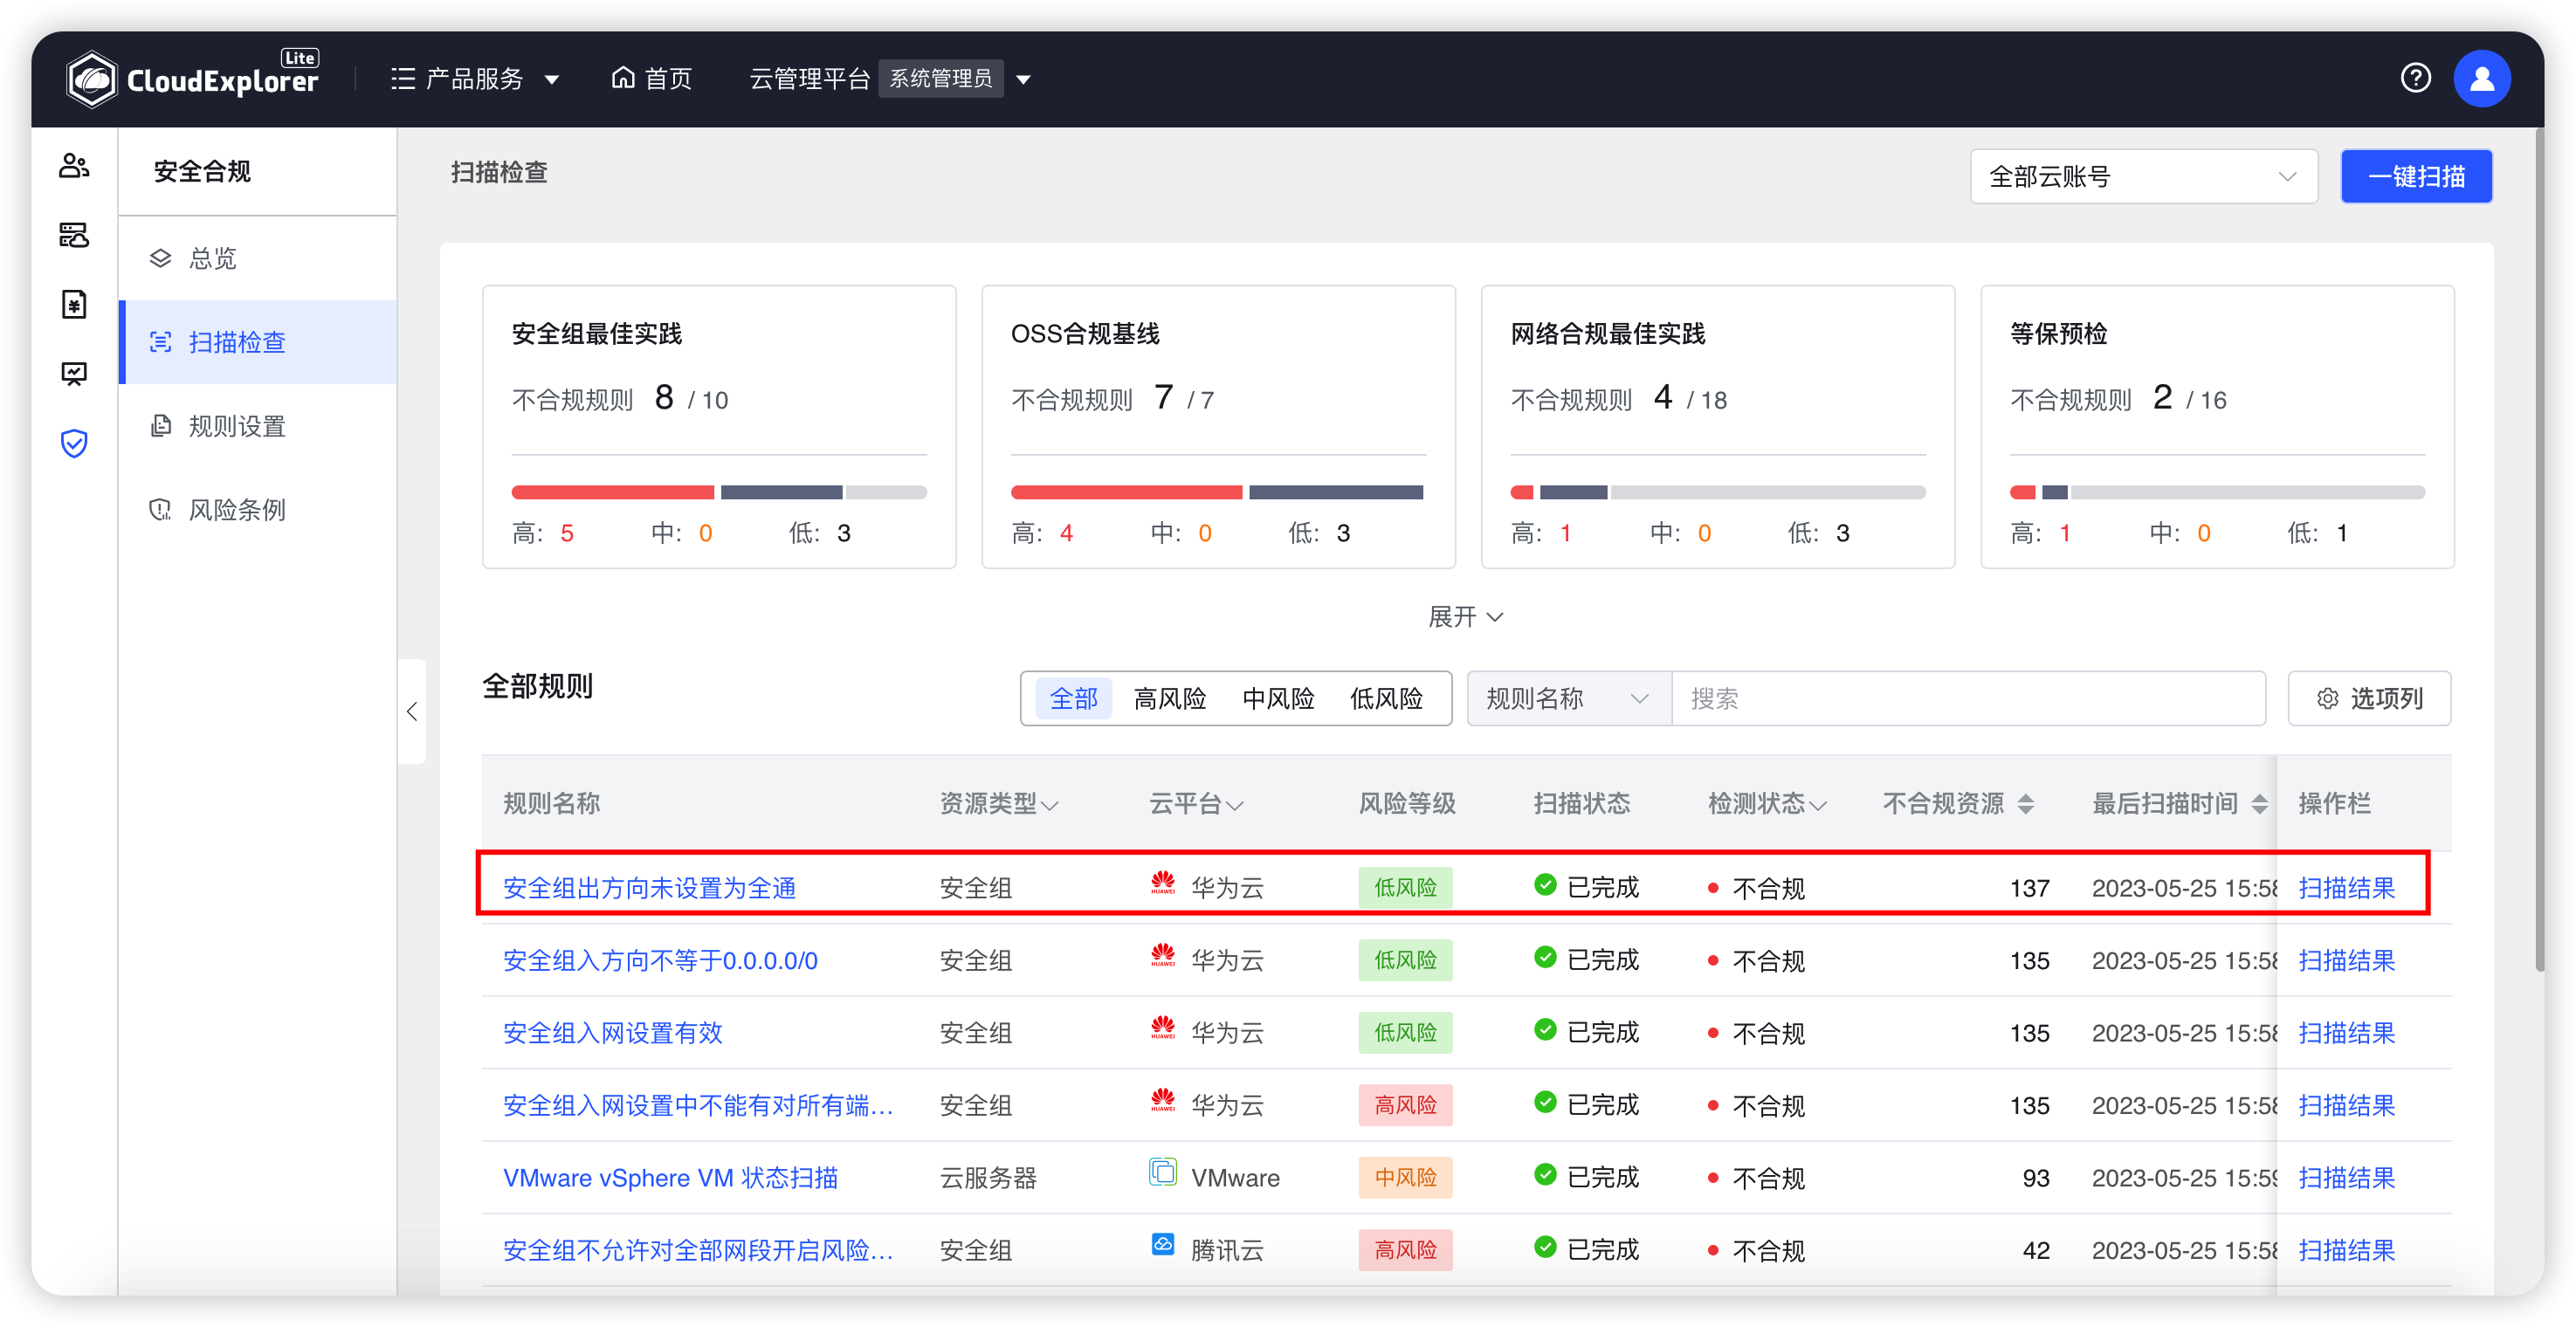 CloudExplorer Lite 产品服务 首页 云管理平台 系统管理员
安全合规
总览
扫描检查
规则设置
风险条例
扫描检查 全部云账号 一键扫描
安全组最佳实践
不合规规则 8 / 10
高: 5 中: 0 低: 3
OSS合规基线
不合规规则 7 / 7
高: 4 中: 0 低: 3
网络合规最佳实践
不合规规则 4 / 18
高: 1 中: 0 低: 3
等保预检
不合规规则 2 / 16
高: 1 中: 0 低: 1
展开
全部规则 全部 高风险 中风险 低风险 规则名称 搜索 选项列
规则名称 资源类型 云平台 风险等级 扫描状态 检测状态 不合规资源 最后扫描时间 操作栏
安全组出方向未设置为全通 安全组 HUAWEI 华为云 低风险 已完成 不合规 137 2023-05-25 15:58 扫描结果
安全组入方向不等于0.0.0.0/0 安全组 HUAWEI 华为云 低风险 已完成 不合规 135 2023-05-25 15:58 扫描结果
安全组入网设置有效 安全组 HUAWEI 华为云 低风险 已完成 不合规 135 2023-05-25 15:58 扫描结果
安全组入网设置中不能有对所有端... 安全组 HUAWEI 华为云 高风险 已完成 不合规 135 2023-05-25 15:58 扫描结果
VMware vSphere VM 状态扫描 云服务器 VMware 中风险 已完成 不合规 93 2023-05-25 15:59 扫描结果
安全组不允许对全部网段开启风险... 安全组 腾讯云 高风险 已完成 不合规 42 2023-05-25 15:58 扫描结果